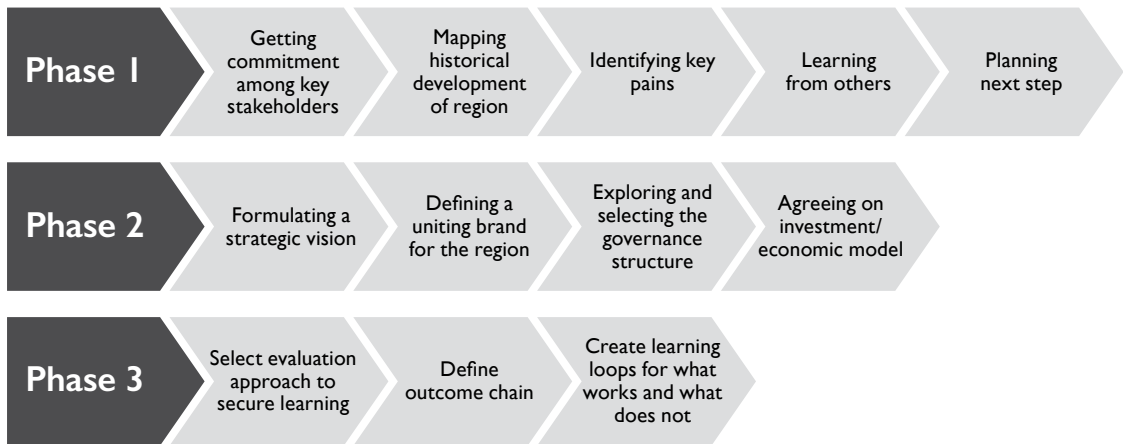 Phase 1
Getting
commitment
among key
stakeholders
Mapping
historical
development
of region
Identifying key
pains
Learning
from others
Planning
next step
Phase 2
Formulating a
strategic vision
Defining a
uniting brand
for the region
Exploring and
selecting the
governance
structure
Agreeing on
investment/
economic model
Phase 3
Select evaluation
approach to
secure learning
Define
outcome chain
Create learning
loops for what
works and what
does not